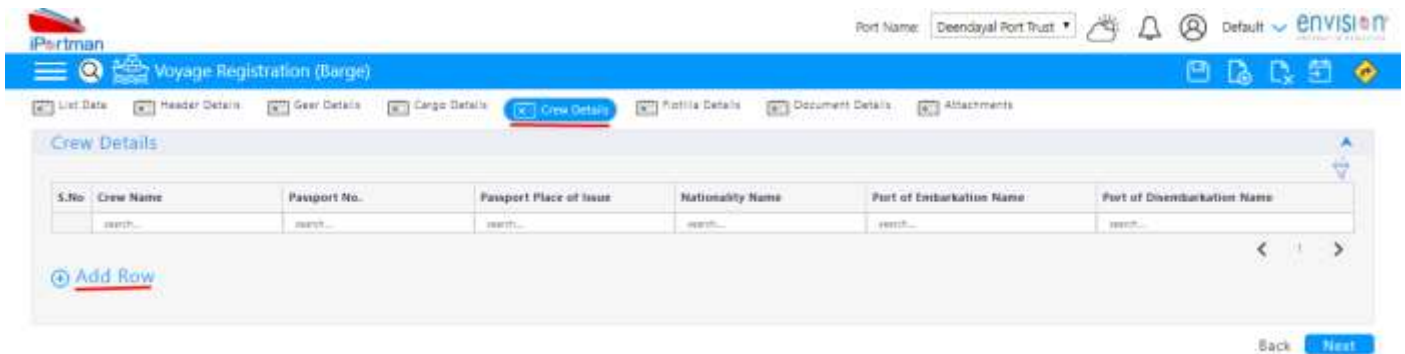 Port Name: Deendayal Port Trust Default envision
iPortman
Voyage Registration (Barge)
List Data Header Details Gear Details Cargo Details Crew Details Flotilla Details Document Details Attachments
Crew Details
S.No Crew Name Passport No. Passport Place of Issue Nationality Name Port of Embarkation Name Port of Disembarkation Name
search... search... search... search... search... search...
1
Add Row
Back Next